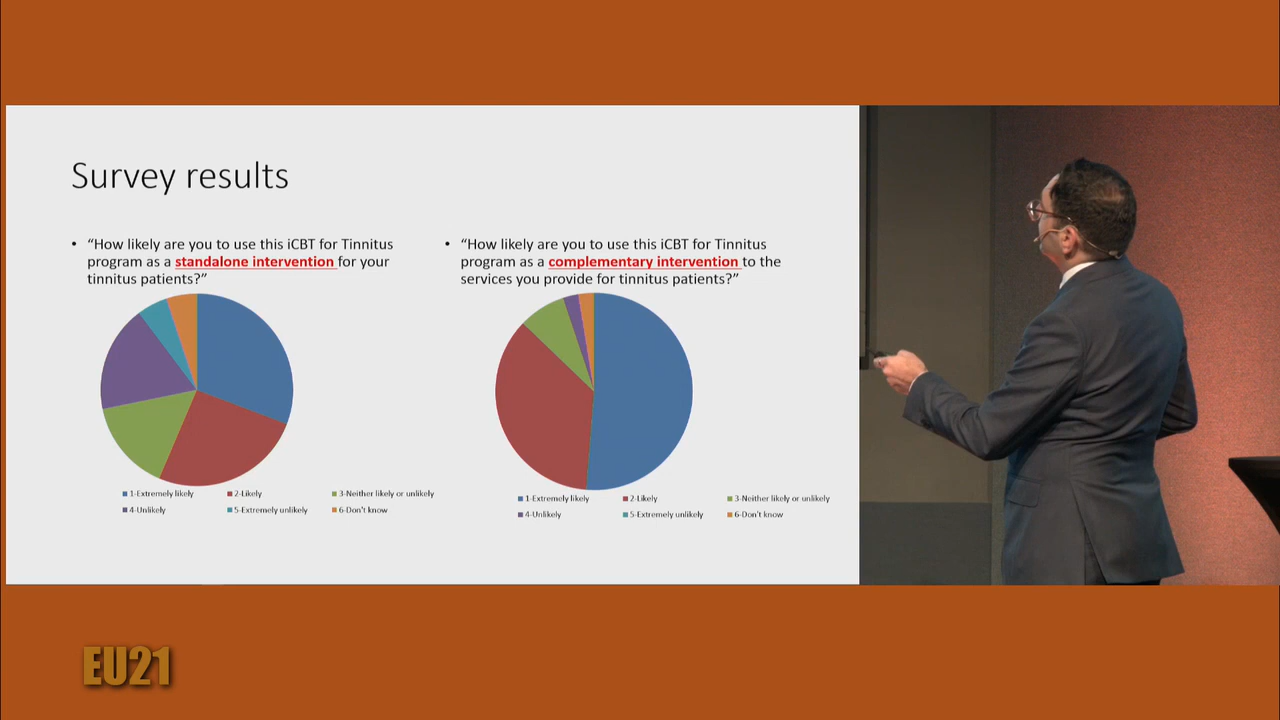 Survey results
• “How likely are you to use this iCBT for Tinnitus
program as a standalone intervention for your
tinnitus patients?”
1-Extremely likely 2-Likely 3-Neither likely or unlikely
4-Unlikely 5-Extremely unlikely 6-Don't know
• “How likely are you to use this iCBT for Tinnitus
program as a complementary intervention to the
services you provide for tinnitus patients?”
1-Extremely likely 2-Likely 3-Neither likely or unlikely
4-Unlikely 5-Extremely unlikely 6-Don't know
EU21